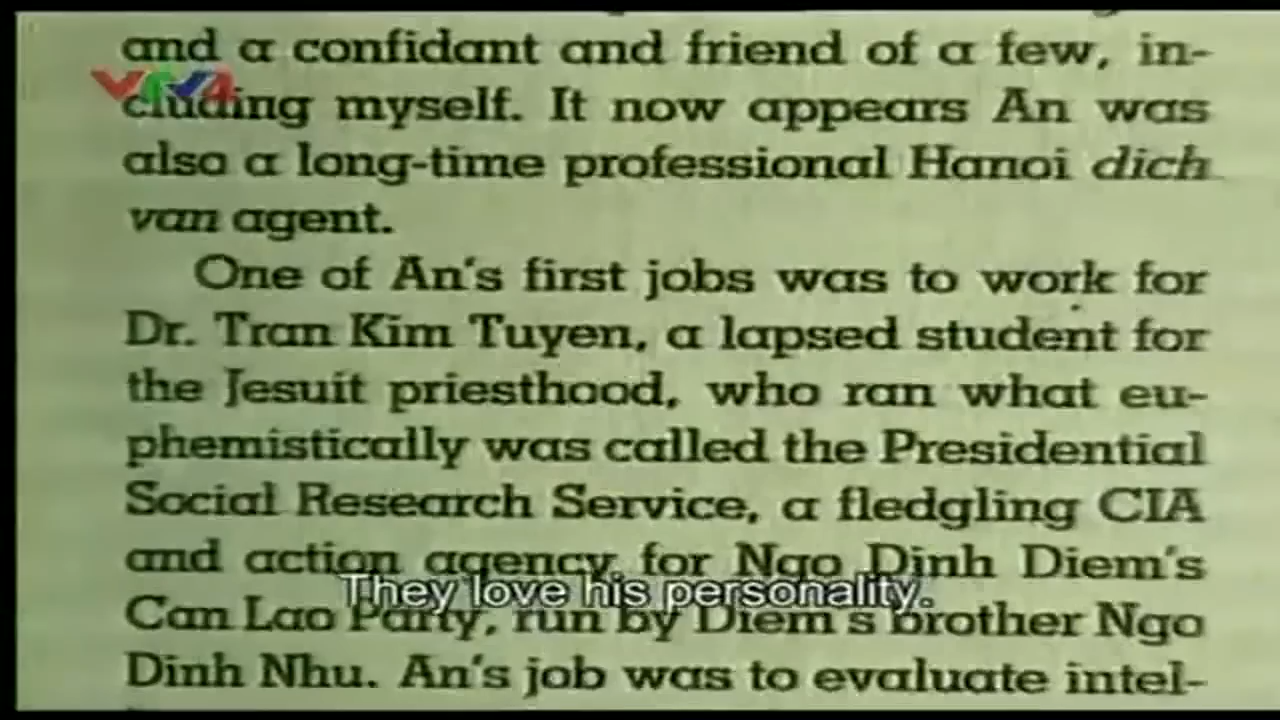 and a confidant and friend of a few, in-
VTV4
cluding myself. It now appears An was
also a long-time professional Hanoi dich
van agent.
One of An's first jobs was to work for
Dr. Tran Kim Tuyen, a lapsed student for
the Jesuit priesthood, who ran what eu-
phemistically was called the Presidential
Social Research Service, a fledgling CIA
and action agency for Ngo Dinh Diem's
They love his personality.
Can Lao Party, run by Diem's brother Ngo
Dinh Nhu. An's job was to evaluate intel-